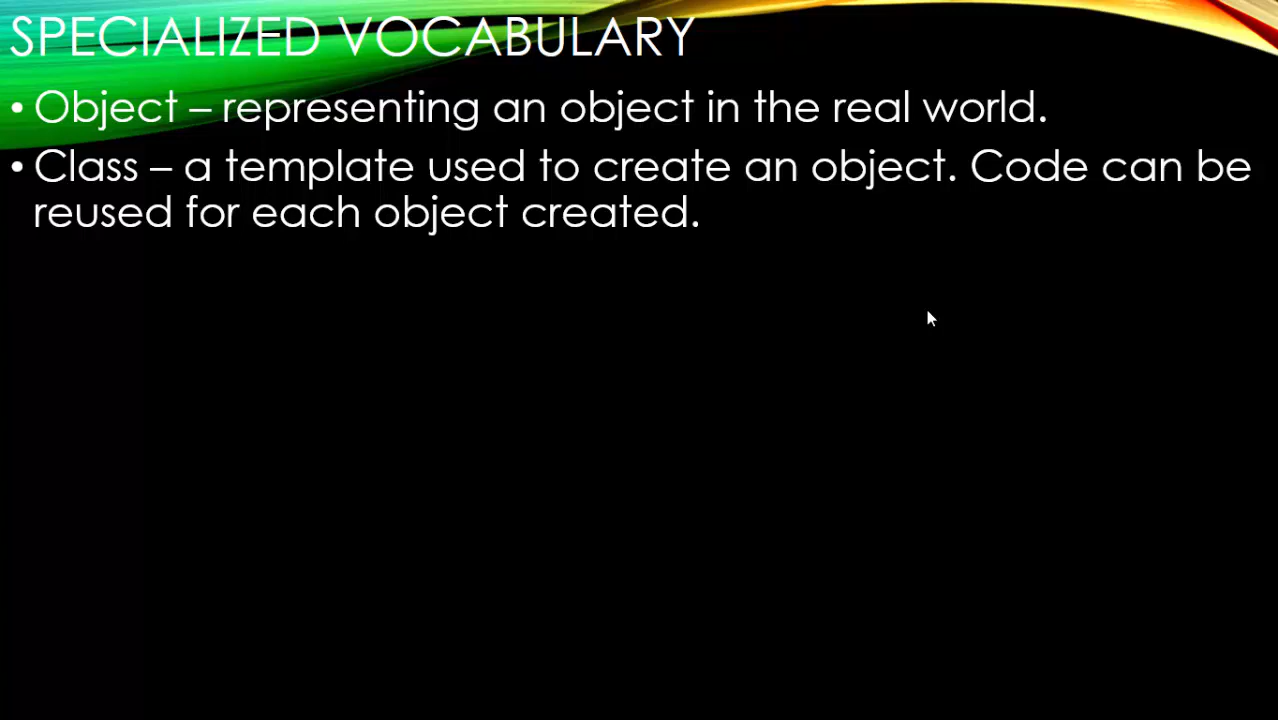 SPECIALIZED VOCABULARY
• Object – representing an object in the real world.
• Class – a template used to create an object. Code can be
reused for each object created.